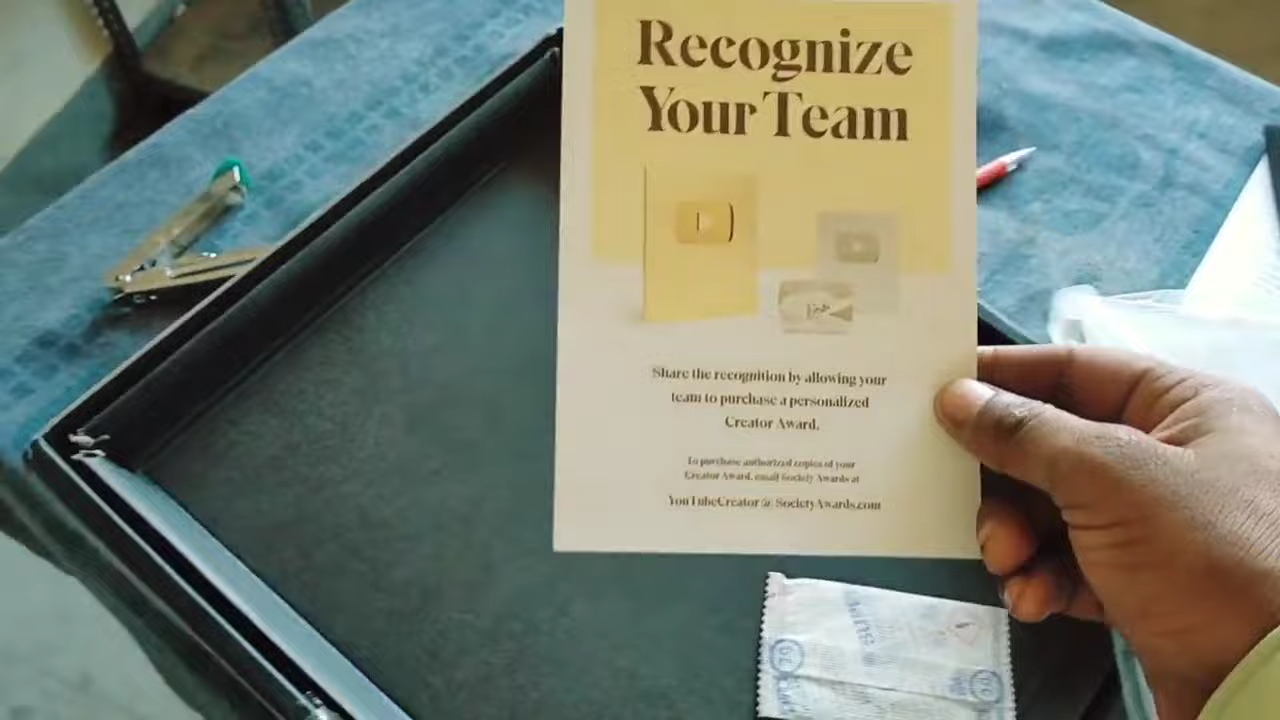 Recognize
Your Team
Share the recognition by allowing your
team to purchase a personalized
Creator Award.
To purchase authorized copies of your
Creator Award, email Society Awards at
YouTubeCreator@SocietyAwards.com